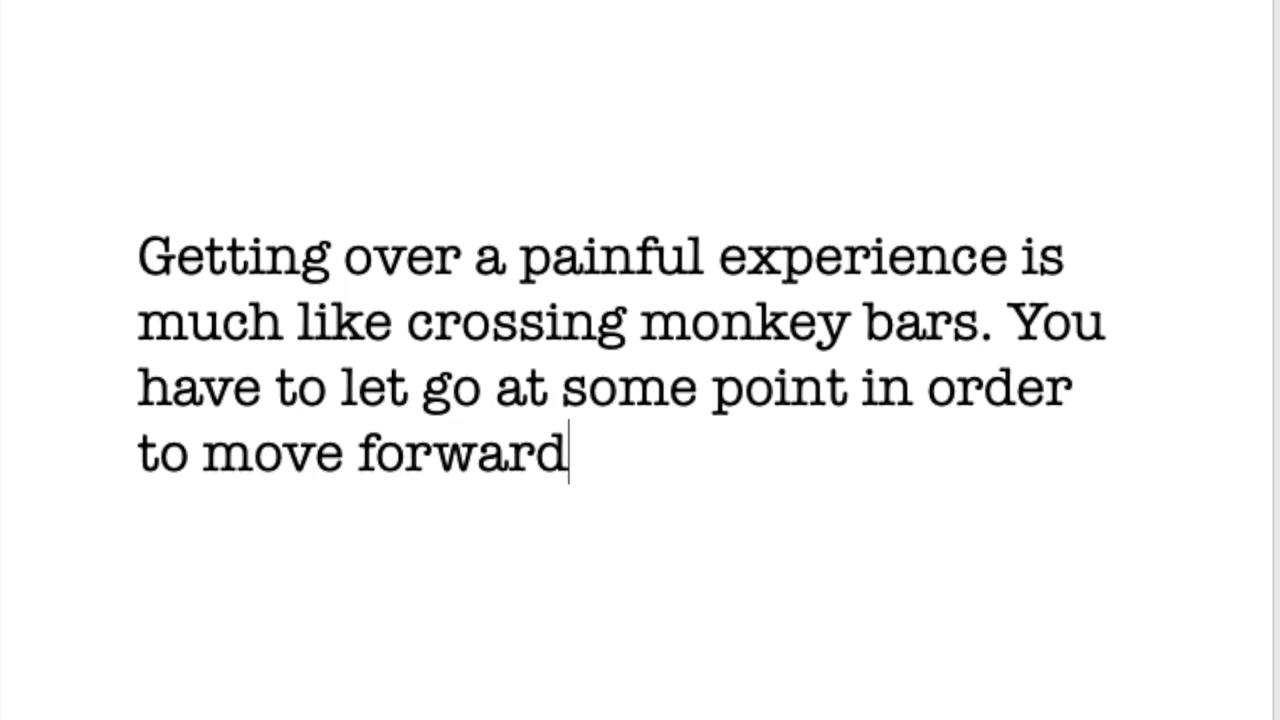 Getting over a painful experience is
much like crossing monkey bars. You
have to let go at some point in order
to move forward